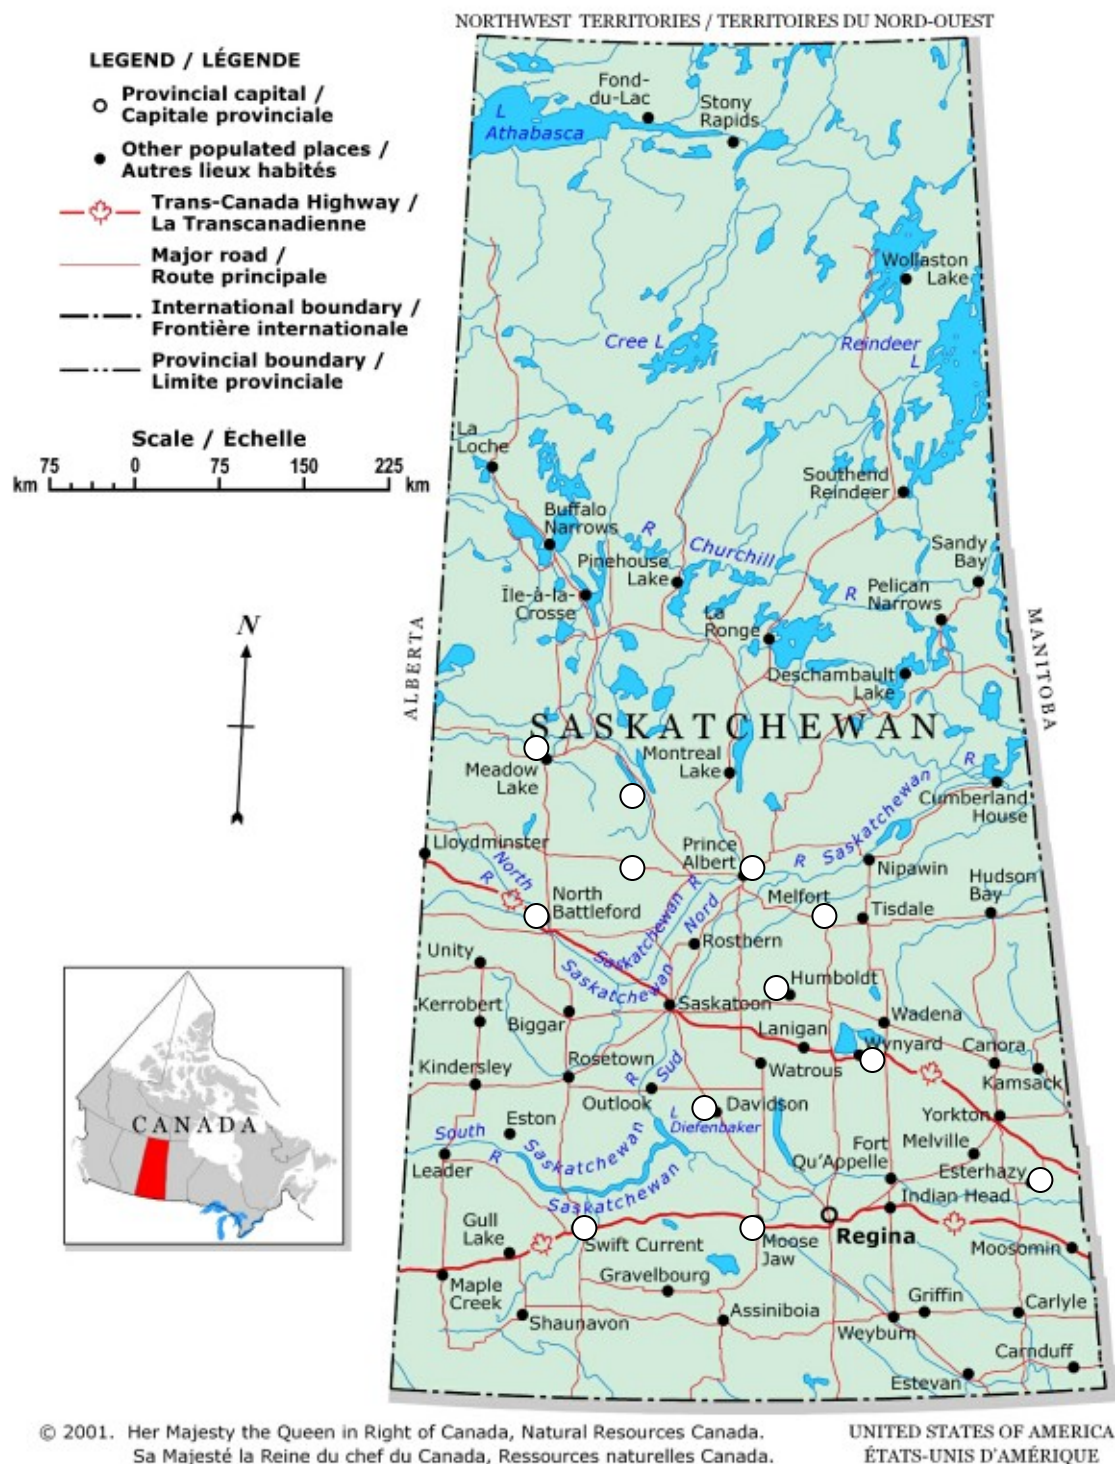 NORTHWEST TERRITORIES / TERRITOIRES DU NORD-OUEST
LEGEND / LÉGENDE
Provincial capital /
Capitale provinciale
Other populated places /
Autres lieux habités
Trans-Canada Highway /
La Transcanadienne
Major road /
Route principale
International boundary /
Frontière internationale
Provincial boundary /
Limite provinciale
Scale / Échelle
75 0 75 150 225
km km
N
Fond-
du-Lac
Stony
Rapids
L
Athabasca
Wollaston
Lake
Cree L
Reindeer
L
La
Loche
Southend
Reindeer
Buffalo
Narrows
R Churchill R
Sandy
Bay
Pinehouse
Lake
Pelican
Narrows
Île-à-la-
Crosse
La
Ronge
Deschambault
Lake
ALBERTA
MANITOBA
SASKATCHEWAN
Meadow
Lake
Montreal
Lake
Cumberland
House
R Saskatchewan R
Lloydminster
Prince
Albert
Nipawin
North
R
North
Battleford
Melfort
Tisdale
Hudson
Bay
Saskatchewan R
Nord
Rosthern
Unity
Saskatchewan
Humboldt
Kerrobert
Biggar
Saskatoon
Wadena
Lanigan
Wynyard
Canora
Kamsack
Kindersley
Rosetown
Watrous
R Sud
Outlook
Davidson
L
Diefenbaker
Yorkton
Eston
South
R
Saskatchewan
Saskatchewan
Leader
Fort
Qu'Appelle
Melville
Esterhazy
Indian Head
Gull
Lake
Swift Current
Moose
Jaw
Regina
Moosomin
Maple
Creek
Gravelbourg
Shaunavon
Assiniboia
Griffin
Weyburn
Carlyle
Carnduff
Estevan
CANADA
© 2001. Her Majesty the Queen in Right of Canada, Natural Resources Canada.
Sa Majesté la Reine du chef du Canada, Ressources naturelles Canada.
UNITED STATES OF AMERICA
ÉTATS-UNIS D'AMÉRIQUE